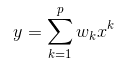 $y = \sum_{k=1}^{p} w_k x^k$